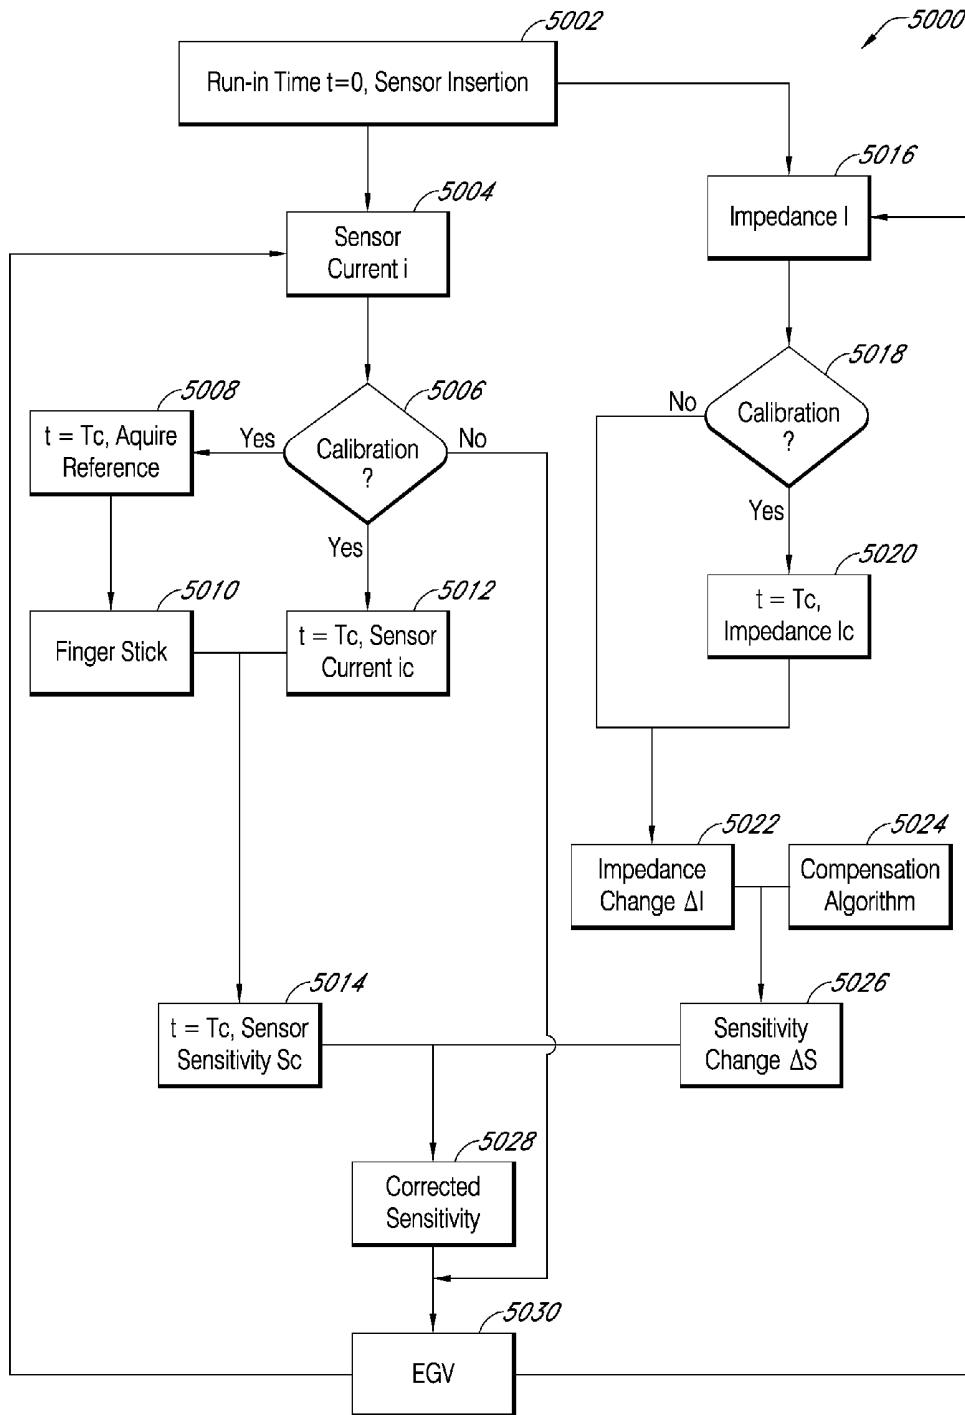 5002
5000
Run-in Time t=0, Sensor Insertion
5016
Impedance I
5004
Sensor
Current i
5018
Calibration
?
No
Yes
5008
t = Tc, Aquire
Reference
5006
Calibration
?
Yes
No
Yes
5020
t = Tc,
Impedance Ic
5010
Finger Stick
5012
t = Tc, Sensor
Current ic
5022
Impedance
Change ΔI
5024
Compensation
Algorithm
5014
t = Tc, Sensor
Sensitivity Sc
5026
Sensitivity
Change ΔS
5028
Corrected
Sensitivity
5030
EGV